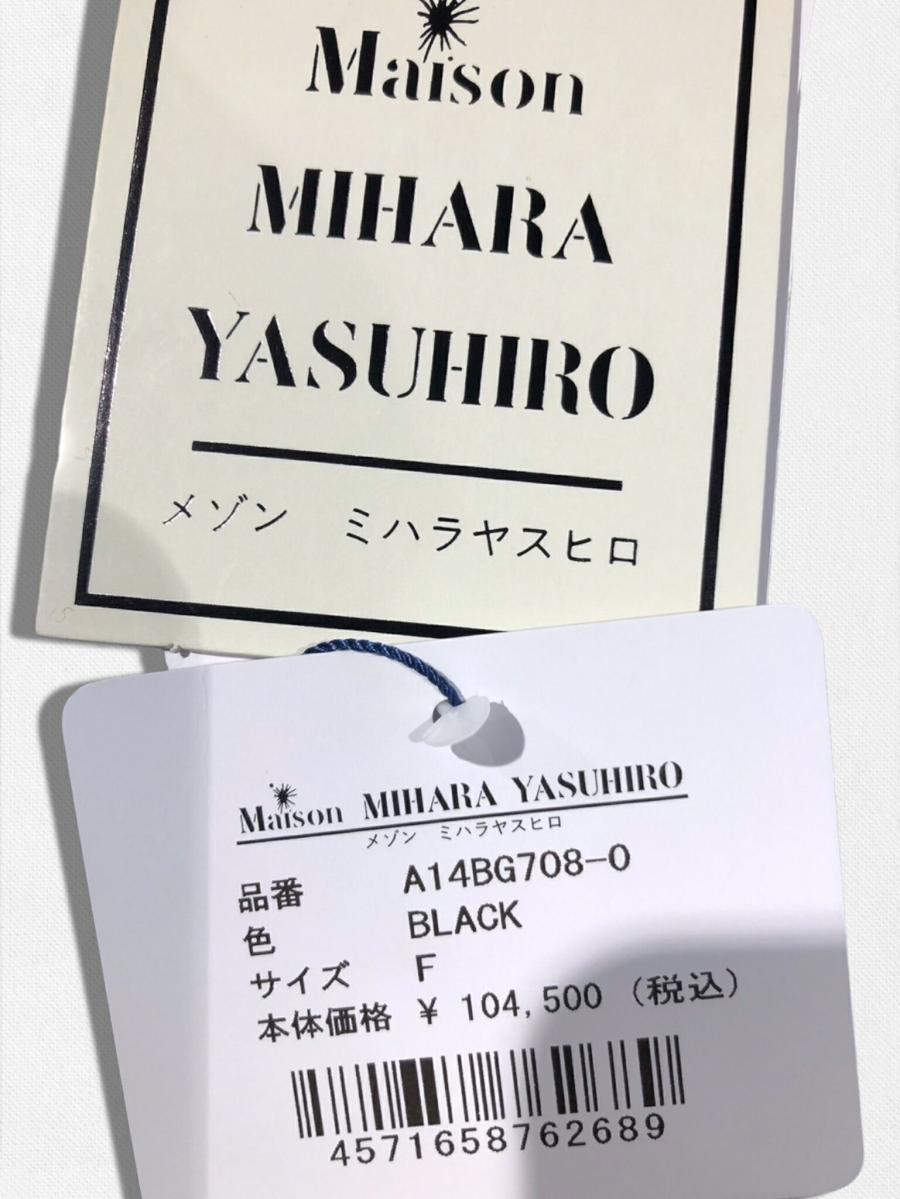 Maison
MIHARA
YASUHIRO
メゾン ミハラヤスヒロ
Maison MIHARA YASUHIRO
メゾン ミハラヤスヒロ
品番 A14BG708-0
色 BLACK
サイズ F
本体価格 ¥ 104,500 (税込)
4571658762689